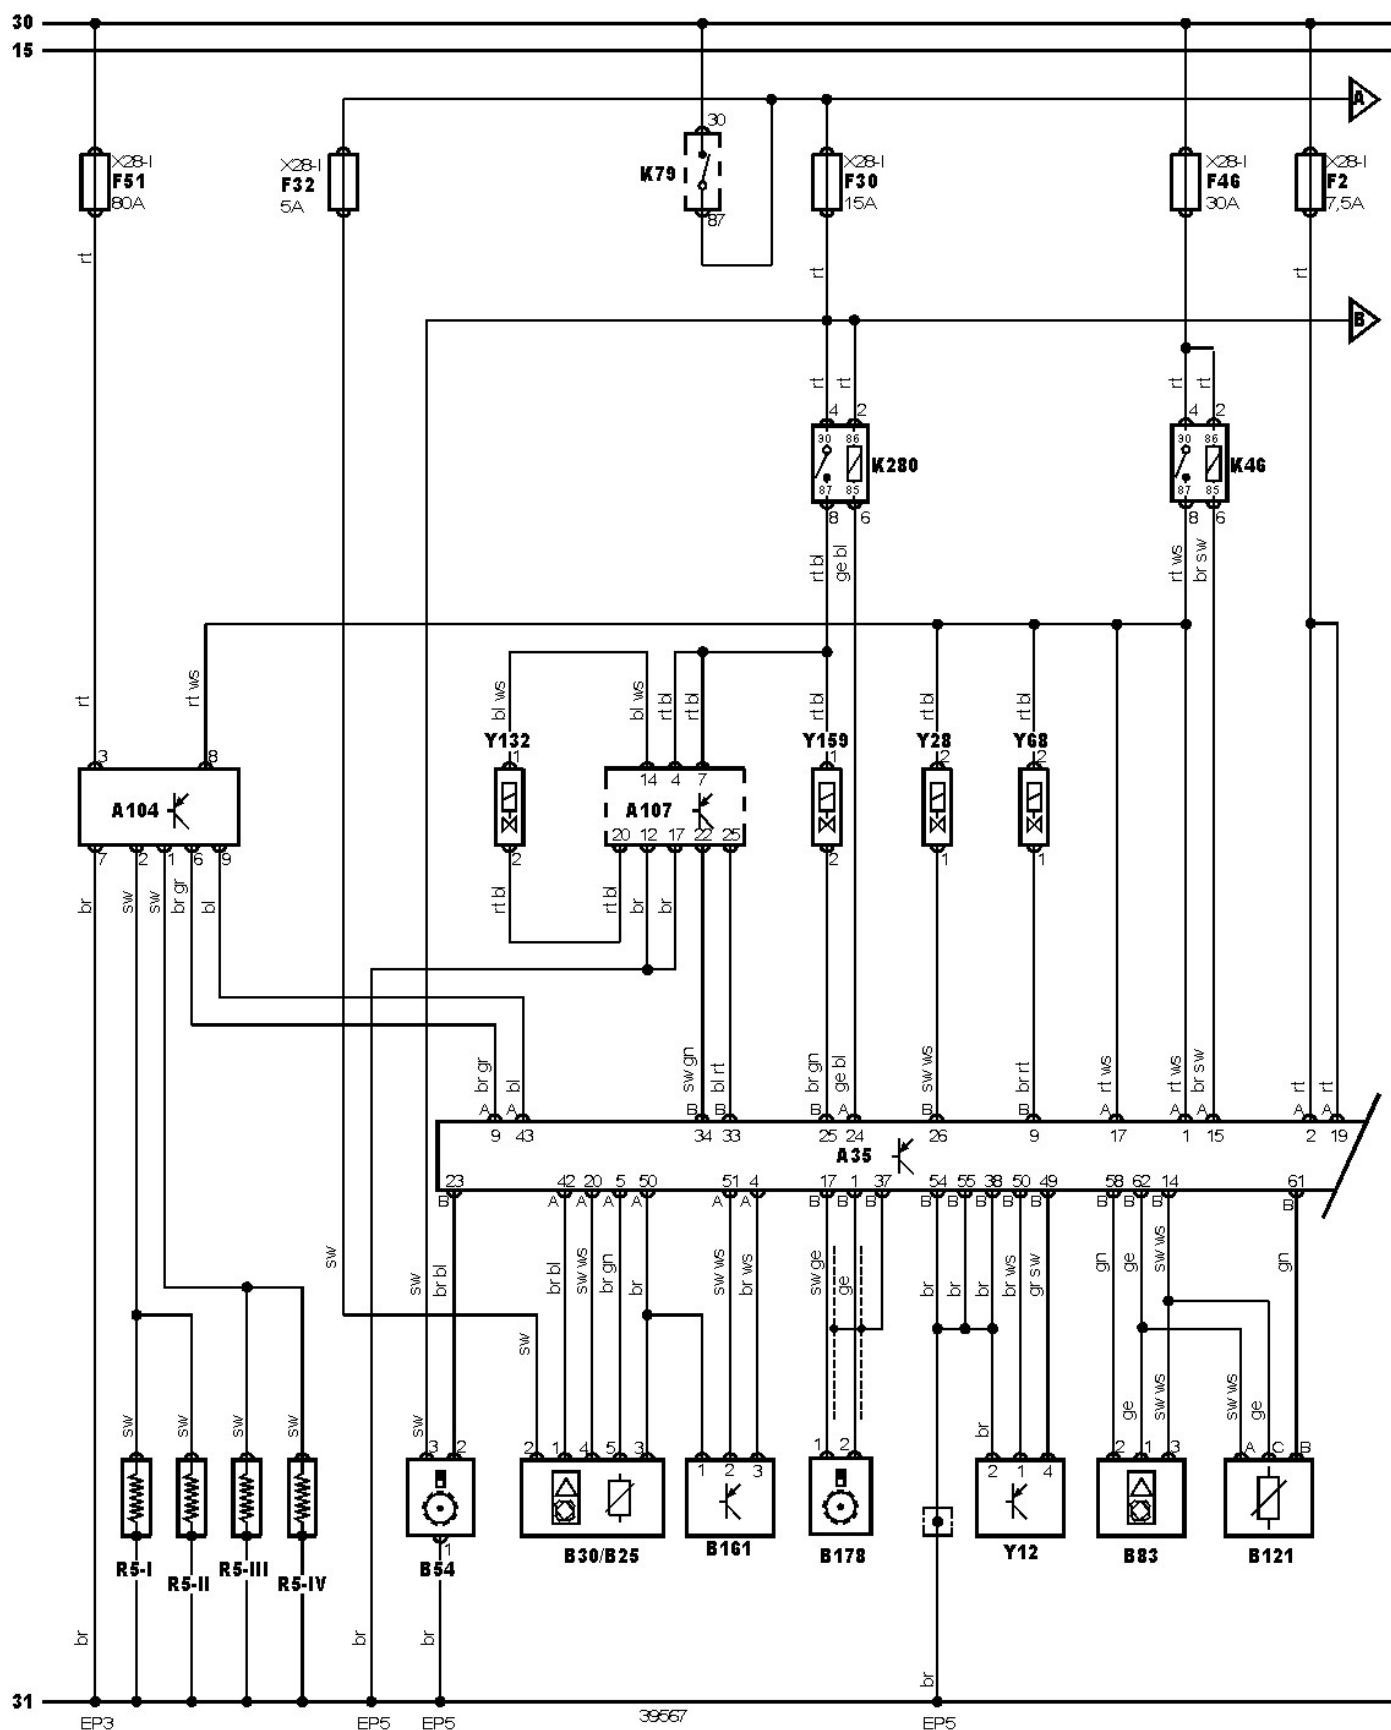 30
15
A
30
X28-I
F51
80A
X28-I
F32
5A
K79
87
X28-I
F30
15A
X28-I
F46
30A
X28-I
F2
7,5A
rt
rt
rt
B
rt
rt
rt
rt
4
2
4
2
30
86
87
85
K280
30
86
87
85
K46
8
6
8
6
rt bl
ge bl
rt ws
br sw
rt
rt ws
bl ws
bl ws
rt bl
rt bl
rt bl
rt bl
rt bl
Y132
Y159
Y28
Y68
3
8
1
1
2
2
14
4
7
A104
A107
20
12
17
22
25
7
2
1
6
9
2
2
1
1
br
sw
sw
br gr
bl
rt bl
rt bl
br
br
br gr
bl
sw gn
bl rt
br gn
ge bl
sw ws
br rt
rt ws
rt ws
br sw
rt
rt
A
A
B
B
B
A
B
B
A
A
A
A
A
9
43
34
33
25
24
26
9
17
1
15
2
19
A35
23
42
20
5
50
51
4
17
1
37
54
55
38
50
49
58
62
14
61
B
A
A
A
A
A
A
B
B
B
B
B
B
B
B
B
B
B
B
sw
sw
br bl
br bl
sw ws
br gn
br
sw ws
br ws
sw ge
ge
br
br
br
br ws
gr sw
gn
ge
sw ws
gn
sw
sw
sw
sw
sw
sw
br
ge
sw ws
sw ws
ge
3
2
2
1
4
5
3
1
2
3
1
2
2
1
4
2
1
3
A
C
B
1
R5-I
R5-II
R5-III
R5-IV
B54
B30/B25
B161
B178
Y12
B83
B121
br
br
br
br
31
EP3
EP5
EP5
39567
EP5